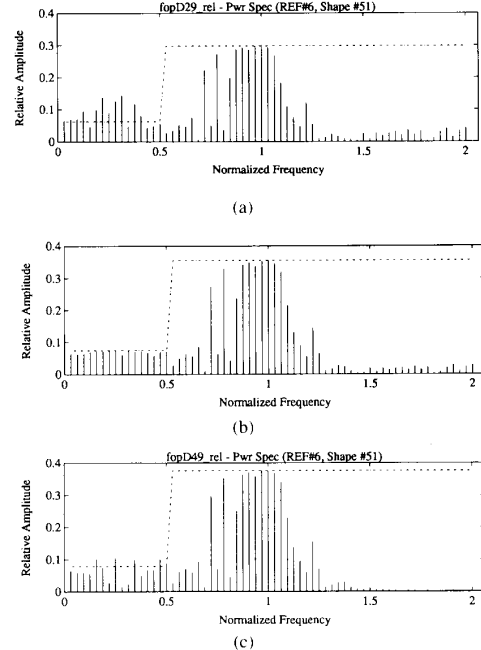 fopD29_rel - Pwr Spec (REF#6, Shape #51)
0.4
0.3
0.2
0.1
0
Relative Amplitude
0 0.5 1 1.5 2
Normalized Frequency
(a)
0.4
0.3
0.2
0.1
0
Relative Amplitude
0 0.5 1 1.5 2
Normalized Frequency
(b)
fopD49_rel - Pwr Spec (REF#6, Shape #51)
0.4
0.3
0.2
0.1
0
Relative Amplitude
0 0.5 1 1.5 2
Normalized Frequency
(c)